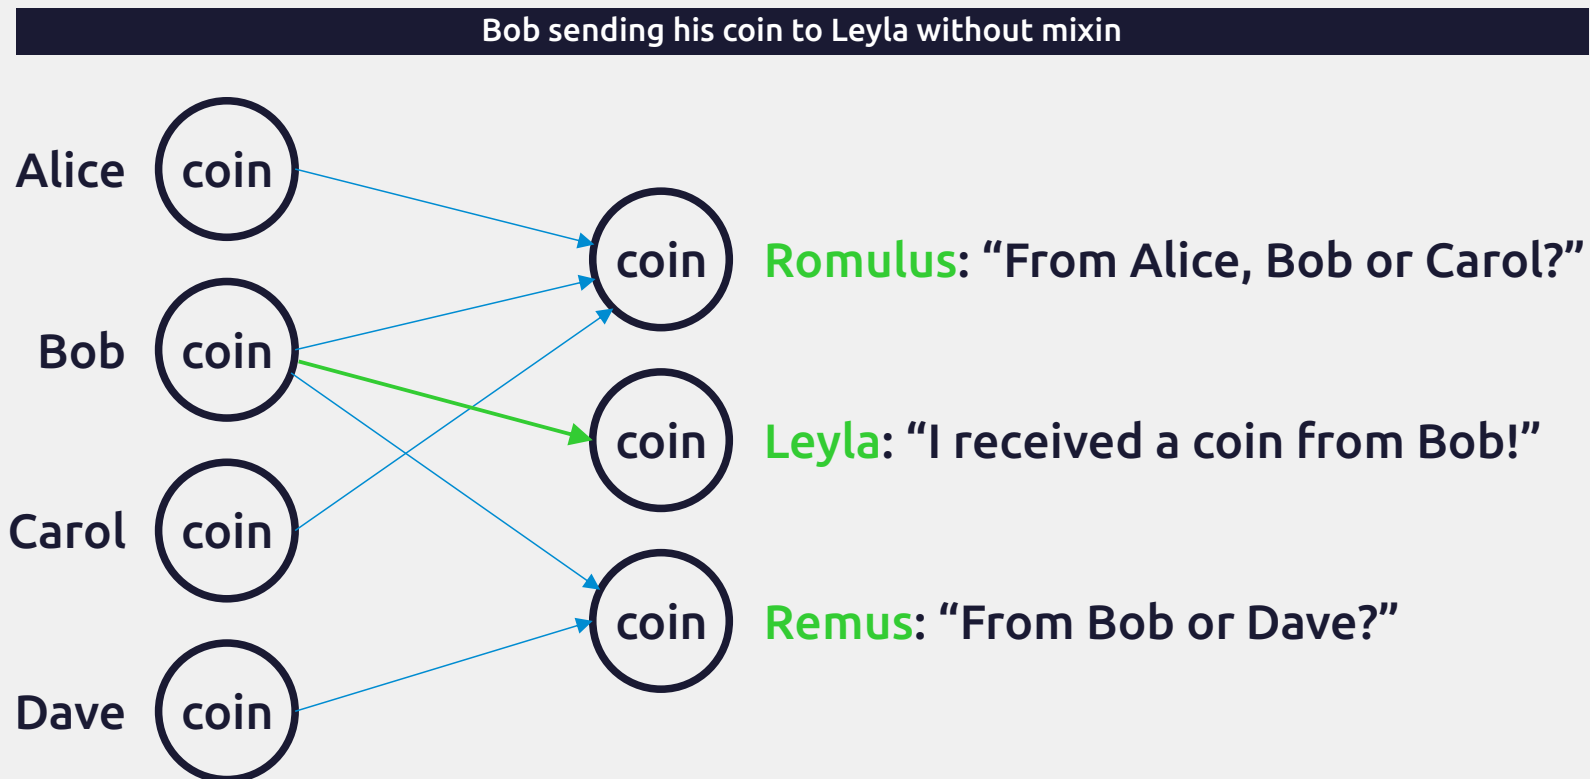 Bob sending his coin to Leyla without mixin
Alice coin
coin Romulus: “From Alice, Bob or Carol?”
Bob coin
coin Leyla: “I received a coin from Bob!”
Carol coin
coin Remus: “From Bob or Dave?”
Dave coin